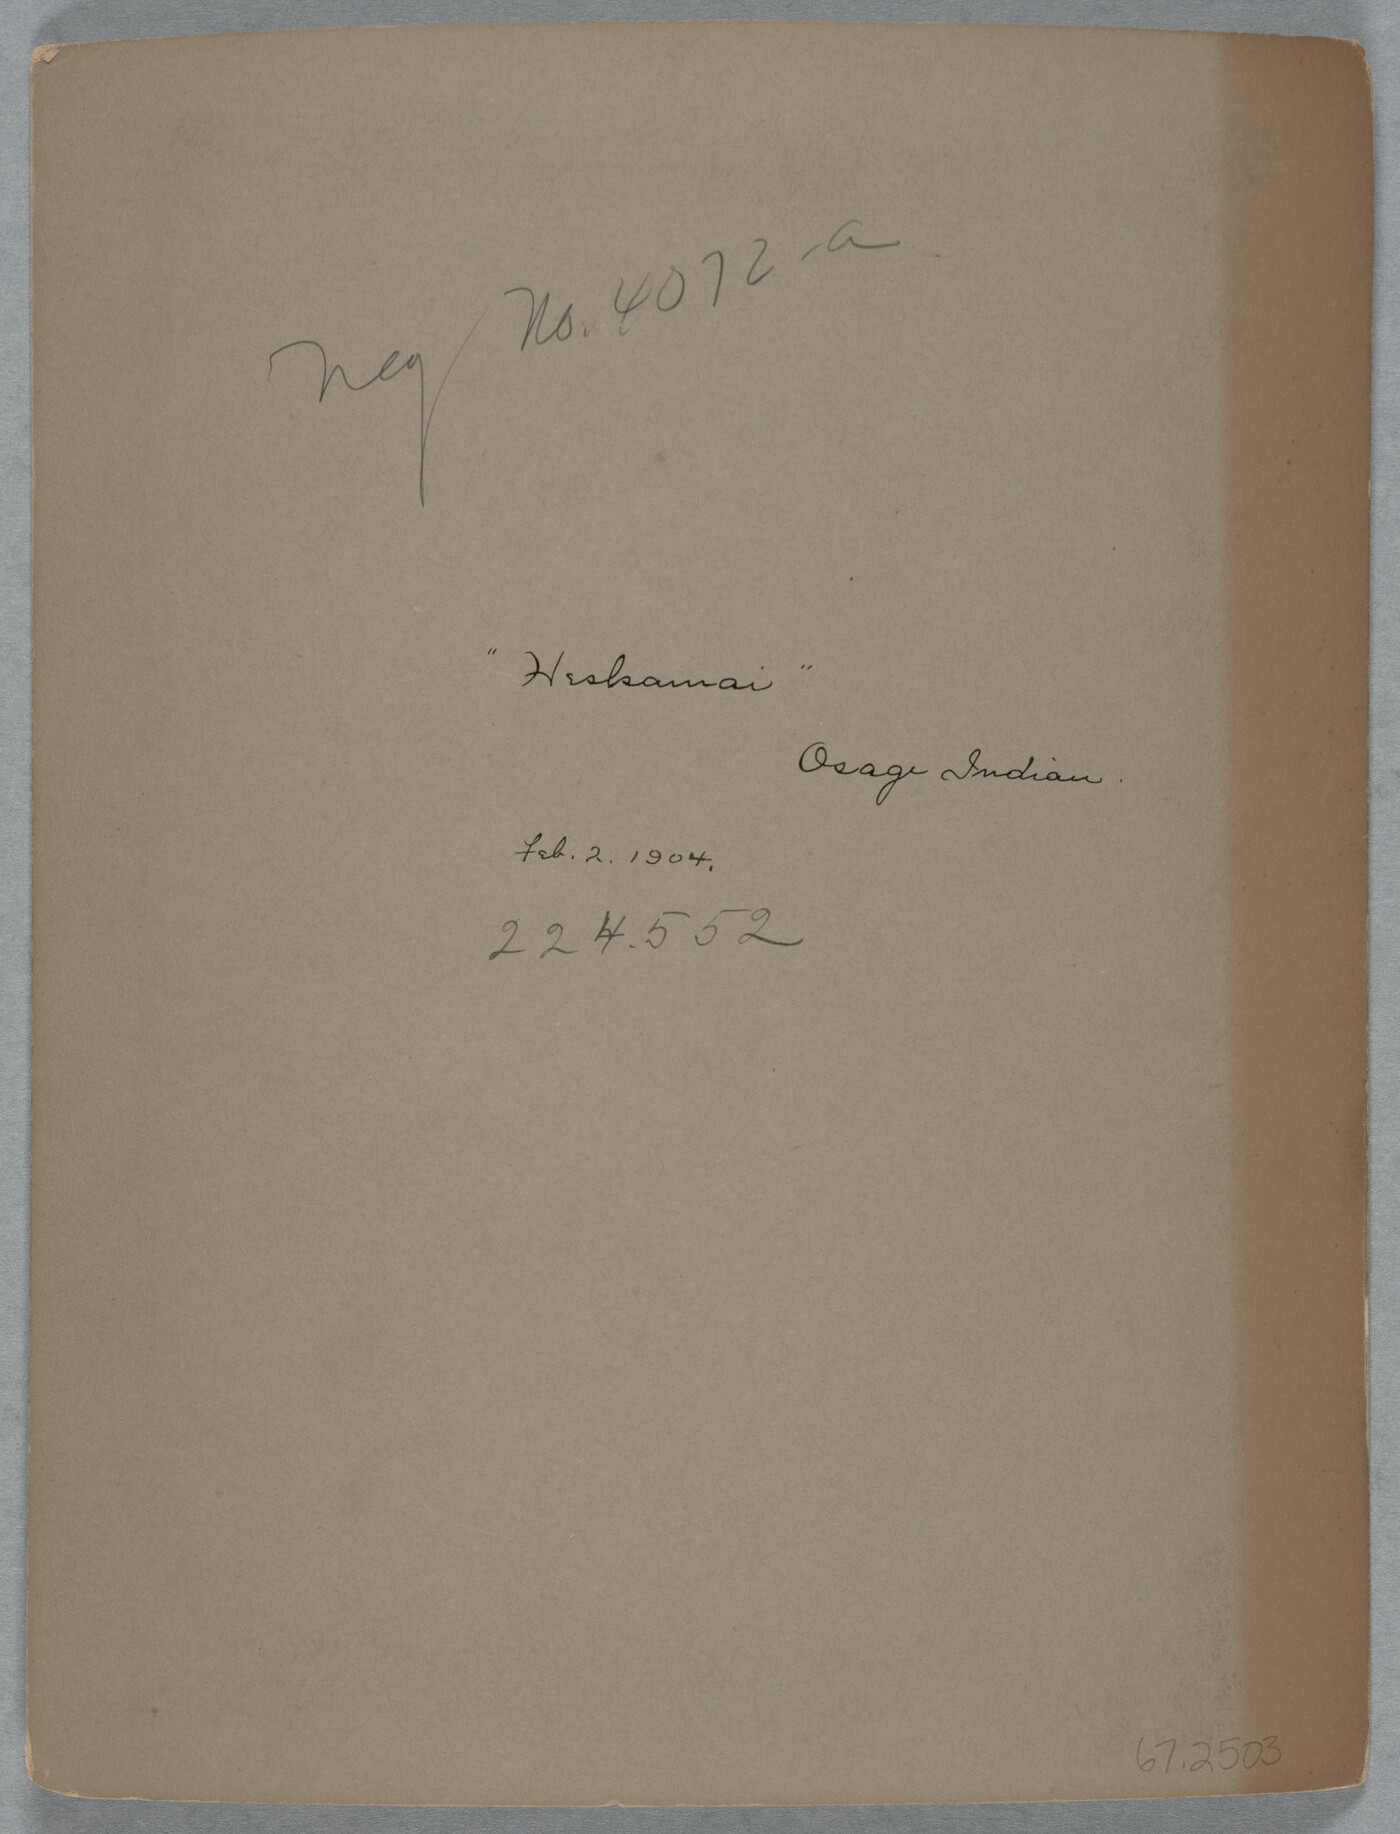 Neg No. 4072-a
" Heskamai "
Osage Indian.
Feb. 2. 1904.
224.552
67.2503